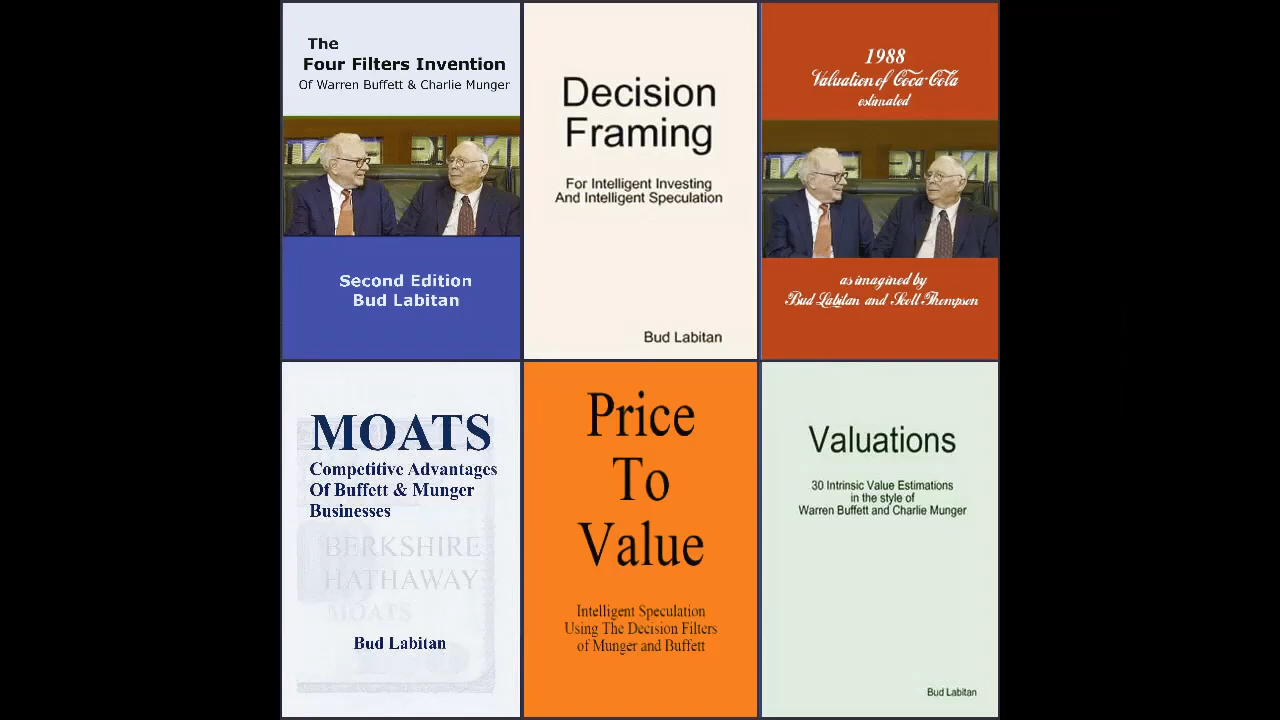 The
Four Filters Invention
Of Warren Buffett & Charlie Munger
Second Edition
Bud Labitan
Decision
Framing
For Intelligent Investing
And Intelligent Speculation
Bud Labitan
1988
Valuation of Coca-Cola
estimated
as imagined by
Bud Labitan and Scott Thompson
MOATS
Competitive Advantages
Of Buffett & Munger
Businesses
BERKSHIRE
HATHAWAY
MOATS
Bud Labitan
Price
To
Value
Intelligent Speculation
Using The Decision Filters
of Munger and Buffett
Valuations
30 Intrinsic Value Estimations
in the style of
Warren Buffett and Charlie Munger
Bud Labitan